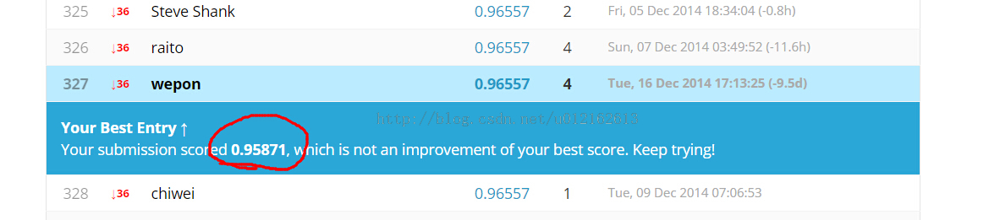 325 ↓36 Steve Shank 0.96557 2 Fri, 05 Dec 2014 18:34:04 (-0.8h)
326 ↓36 raito 0.96557 4 Sun, 07 Dec 2014 03:49:52 (-11.6h)
327 ↓36 wepon 0.96557 4 Tue, 16 Dec 2014 17:13:25 (-9.5d)
http://blog.csdn.net/u012162613
Your Best Entry ↑
Your submission scored 0.95871, which is not an improvement of your best score. Keep trying!
328 ↓36 chiwei 0.96557 1 Tue, 09 Dec 2014 07:06:53